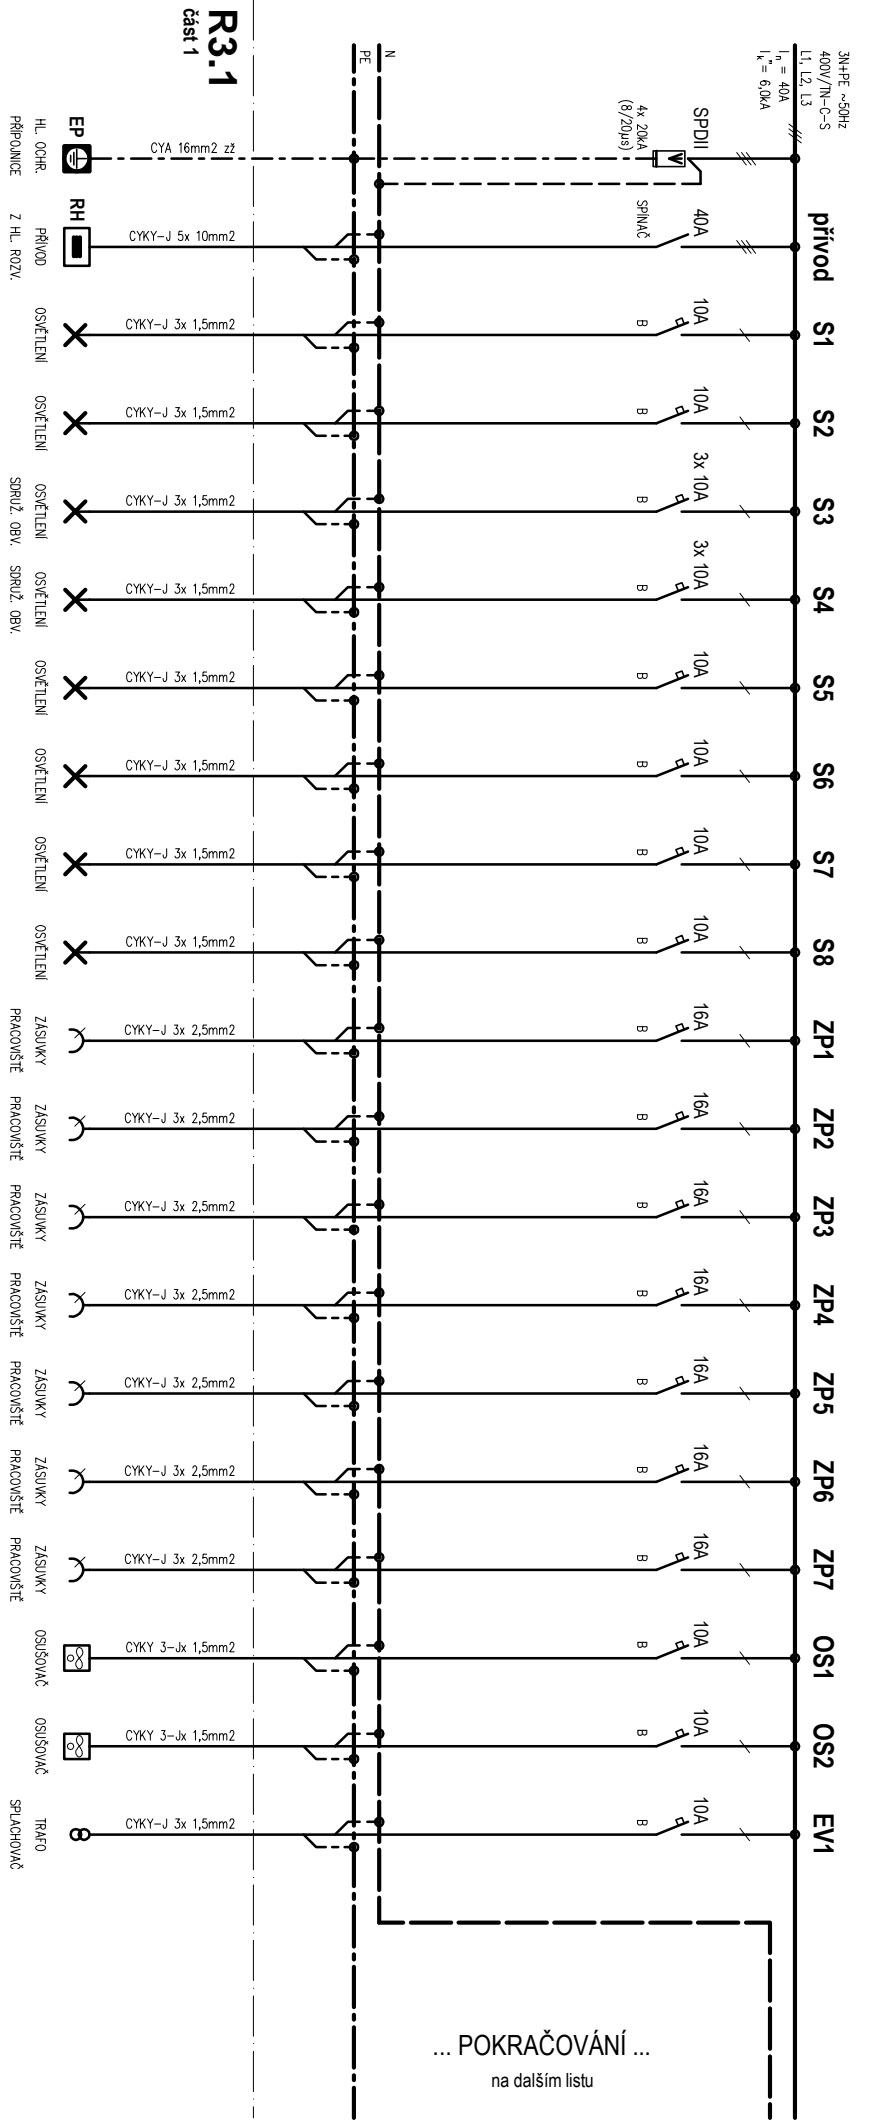 3N+PE ~50Hz
400V/TN-C-S
L1, L2, L3
In = 40A
Ik" = 6,0kA
N
PE
R3.1
část 1
SPDII
4x 20kA
(8/20µs)
CYA 16mm2 zž
EP
HL. OCHR.
PŘÍPOJNICE
přívod
40A
SPÍNAČ
CYKY-J 5x 10mm2
RH
PŘÍVOD
Z HL. ROZV.
S1
10A
B
CYKY-J 3x 1,5mm2
OSVĚTLENÍ
S2
10A
B
CYKY-J 3x 1,5mm2
OSVĚTLENÍ
S3
3x 10A
B
CYKY-J 3x 1,5mm2
OSVĚTLENÍ
SDRUŽ. OBV.
S4
3x 10A
B
CYKY-J 3x 1,5mm2
OSVĚTLENÍ
SDRUŽ. OBV.
S5
10A
B
CYKY-J 3x 1,5mm2
OSVĚTLENÍ
S6
10A
B
CYKY-J 3x 1,5mm2
OSVĚTLENÍ
S7
10A
B
CYKY-J 3x 1,5mm2
OSVĚTLENÍ
S8
10A
B
CYKY-J 3x 1,5mm2
OSVĚTLENÍ
ZP1
16A
B
CYKY-J 3x 2,5mm2
ZÁSUVKY
PRACOVIŠTĚ
ZP2
16A
B
CYKY-J 3x 2,5mm2
ZÁSUVKY
PRACOVIŠTĚ
ZP3
16A
B
CYKY-J 3x 2,5mm2
ZÁSUVKY
PRACOVIŠTĚ
ZP4
16A
B
CYKY-J 3x 2,5mm2
ZÁSUVKY
PRACOVIŠTĚ
ZP5
16A
B
CYKY-J 3x 2,5mm2
ZÁSUVKY
PRACOVIŠTĚ
ZP6
16A
B
CYKY-J 3x 2,5mm2
ZÁSUVKY
PRACOVIŠTĚ
ZP7
16A
B
CYKY-J 3x 2,5mm2
ZÁSUVKY
PRACOVIŠTĚ
OS1
10A
B
CYKY 3-Jx 1,5mm2
OSUŠOVAČ
OS2
10A
B
CYKY 3-Jx 1,5mm2
OSUŠOVAČ
EV1
10A
B
CYKY-J 3x 1,5mm2
TRAFO
SPLACHOVAČ
... POKRAČOVÁNÍ ...
na dalším listu